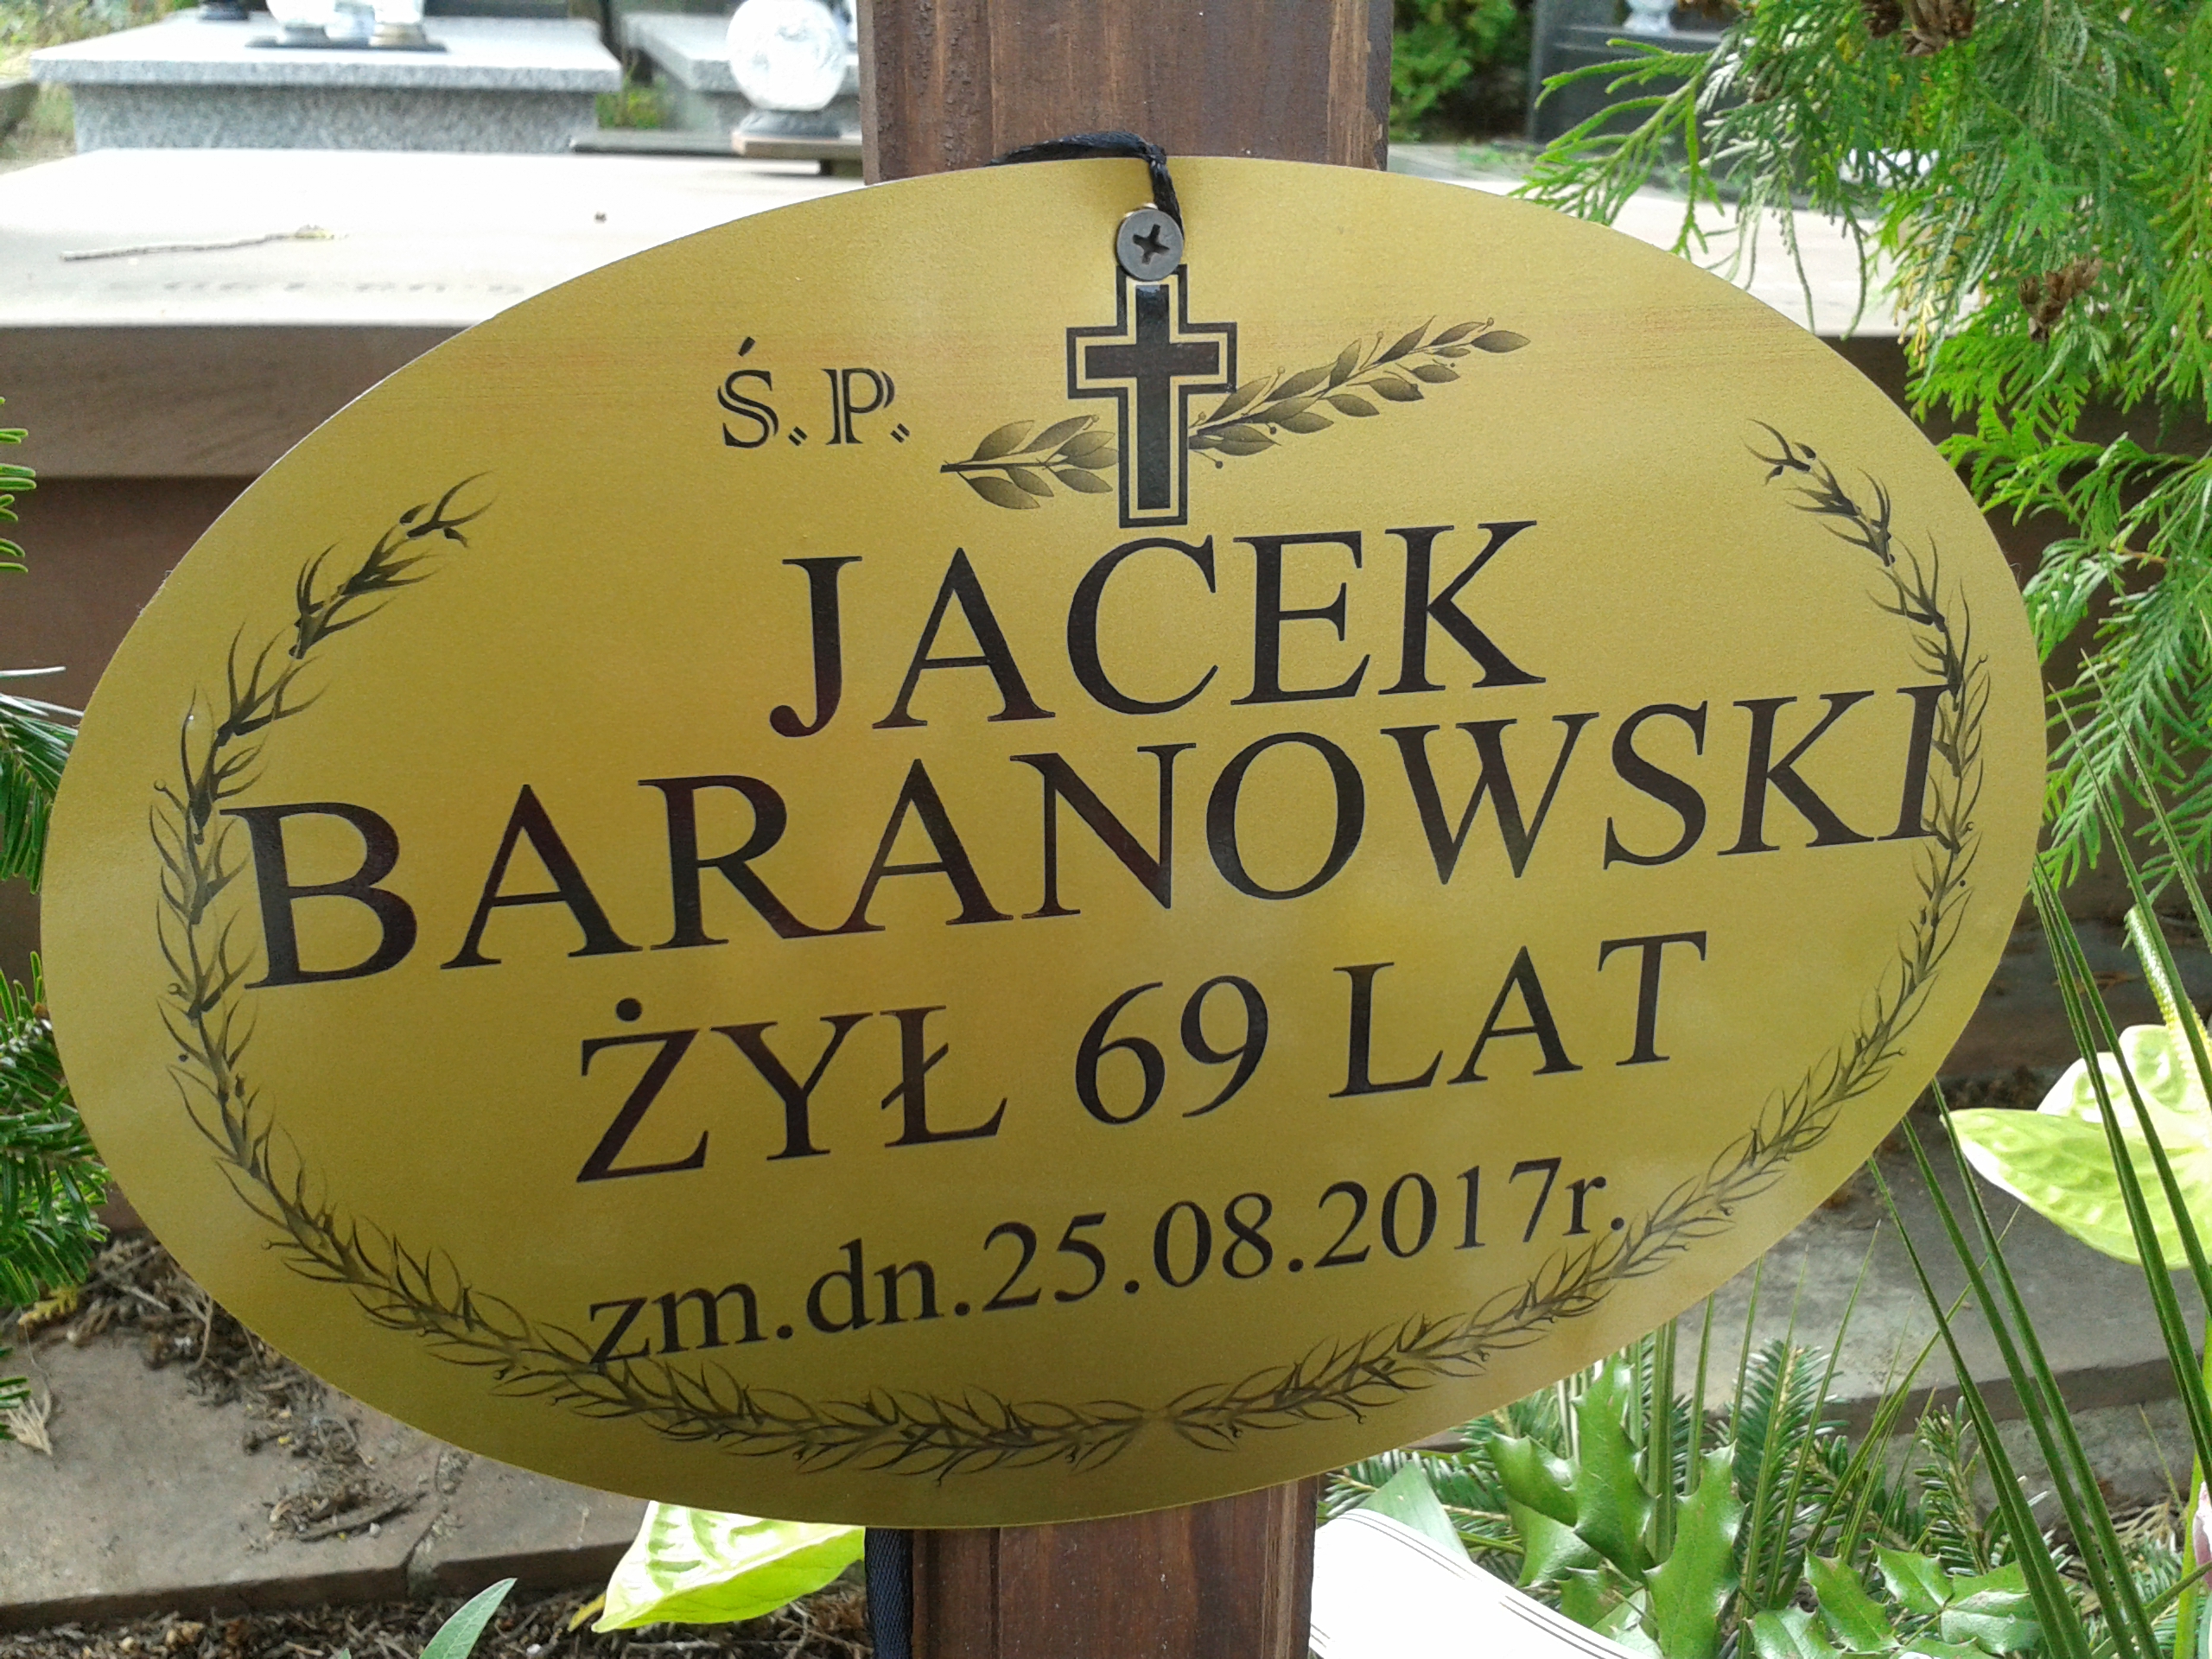 Ś.P.
JACEK
BARANOWSKI
ŻYŁ 69 LAT
zm.dn.25.08.2017r.